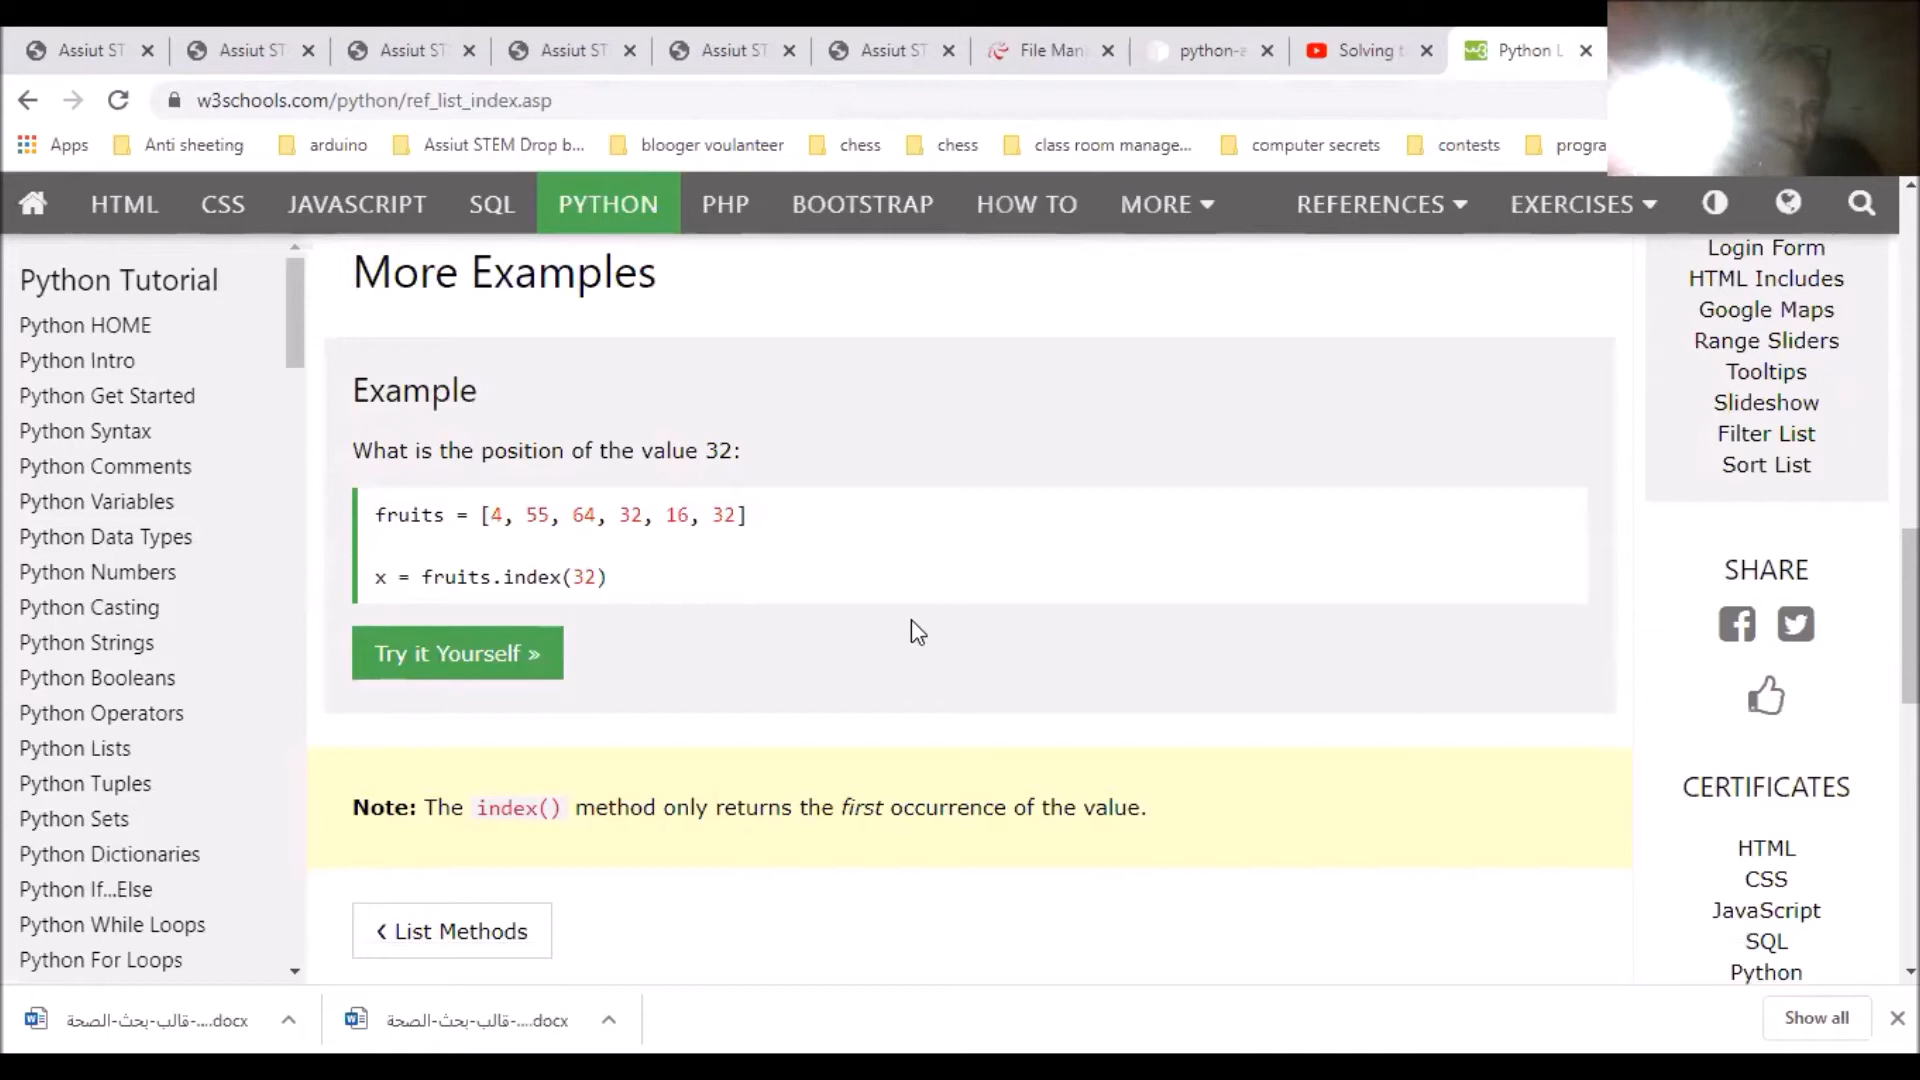 Assiut ST
Assiut ST
Assiut ST
Assiut ST
Assiut ST
Assiut ST
File Man
python-a
Solving t
Python L
w3schools.com/python/ref_list_index.asp
Apps
Anti sheeting
arduino
Assiut STEM Drop b...
blooger voulanteer
chess
chess
class room manage...
computer secrets
contests
progra
HTML
CSS
JAVASCRIPT
SQL
PYTHON
PHP
BOOTSTRAP
HOW TO
MORE
REFERENCES
EXERCISES
Python Tutorial
Python HOME
Python Intro
Python Get Started
Python Syntax
Python Comments
Python Variables
Python Data Types
Python Numbers
Python Casting
Python Strings
Python Booleans
Python Operators
Python Lists
Python Tuples
Python Sets
Python Dictionaries
Python If...Else
Python While Loops
Python For Loops
More Examples
Example
What is the position of the value 32:
fruits = [4, 55, 64, 32, 16, 32]
x = fruits.index(32)
Try it Yourself »
Note: The index() method only returns the first occurrence of the value.
‹ List Methods
Login Form
HTML Includes
Google Maps
Range Sliders
Tooltips
Slideshow
Filter List
Sort List
SHARE
CERTIFICATES
HTML
CSS
JavaScript
SQL
Python
قالب-بحث-الصحة-....docx
قالب-بحث-الصحة-....docx
Show all